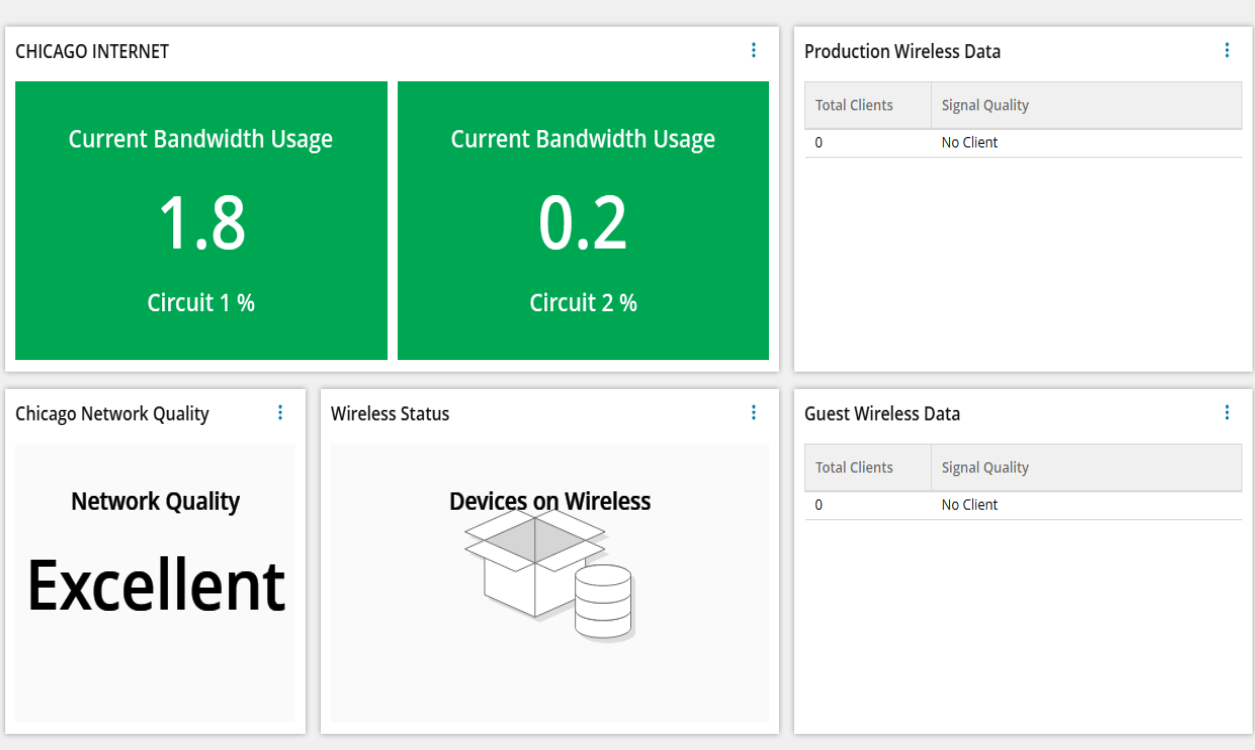 CHICAGO INTERNET
Current Bandwidth Usage
1.8
Circuit 1 %
Current Bandwidth Usage
0.2
Circuit 2 %
Production Wireless Data
Total Clients Signal Quality
0 No Client
Chicago Network Quality
Network Quality
Excellent
Wireless Status
Devices on Wireless
Guest Wireless Data
Total Clients Signal Quality
0 No Client